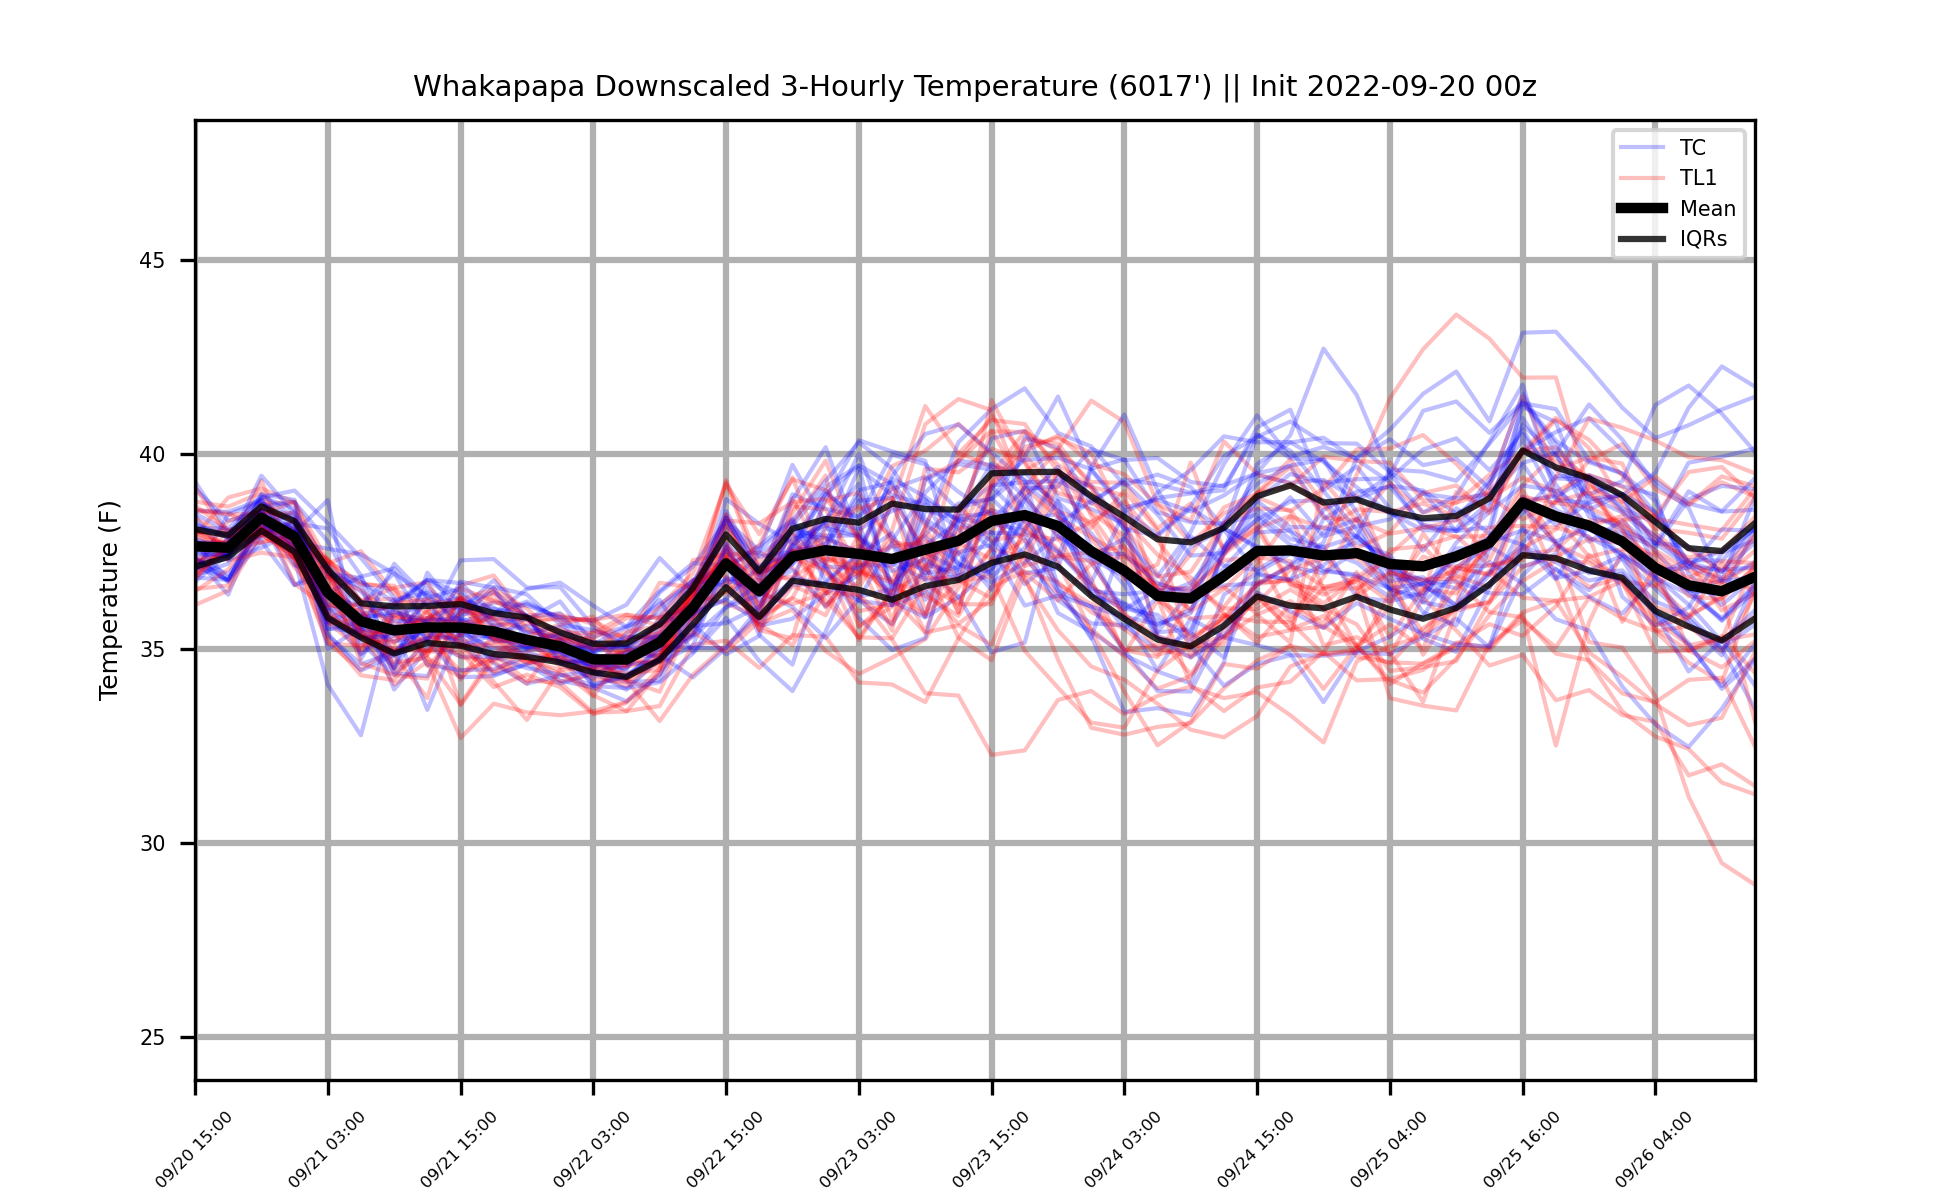 Whakapapa Downscaled 3-Hourly Temperature (6017') || Init 2022-09-20 00z
TC
TL1
Mean
IQRs
Temperature (F)
45
40
35
30
25
09/20 15:00
09/21 03:00
09/21 15:00
09/22 03:00
09/22 15:00
09/23 03:00
09/23 15:00
09/24 03:00
09/24 15:00
09/25 04:00
09/25 16:00
09/26 04:00